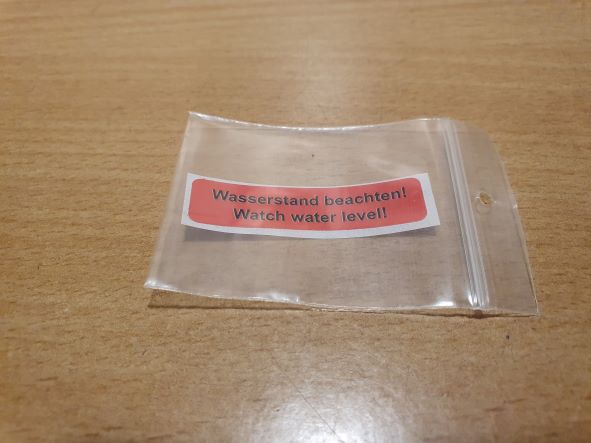 Wasserstand beachten!
Watch water level!